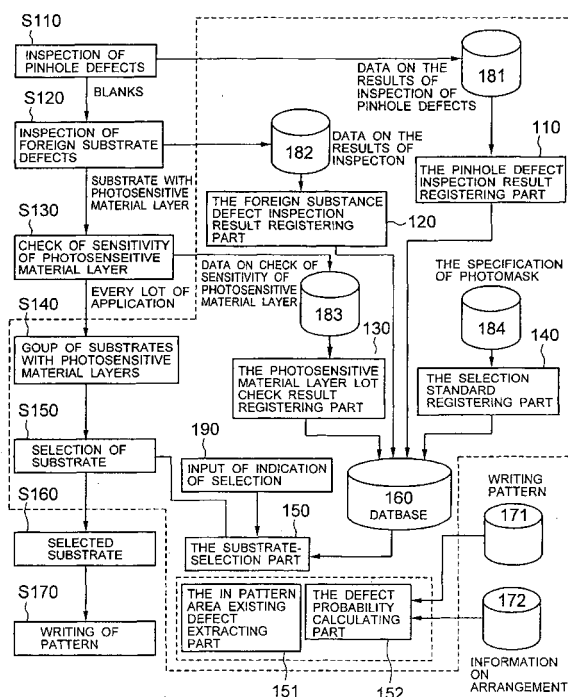 S110
INSPECTION OF
PINHOLE DEFECTS
BLANKS
S120
INSPECTION OF
FOREIGN SUBSTRATE
DEFECTS
SUBSTRATE WITH
PHOTOSENSITIVE
MATERIAL LAYER
S130
CHECK OF SENSITIVITY
OF PHOTOSENSEITIVE
MATERIAL LAYER
EVERY LOT OF
APPLICATION
S140
GOUP OF SUBSTRATES
WITH PHOTOSENSITIVE
MATERIAL LAYERS
S150
SELECTION OF
SUBSTRATE
S160
SELECTED
SUBSTRATE
S170
WRITING OF
PATTERN
181
DATA ON THE
RESULTS OF
INSPECTION OF
PINHOLE DEFECTS
182
DATA ON THE
RESULTS OF
INSPECTON
110
THE PINHOLE DEFECT
INSPECTION RESULT
REGISTERING PART
THE FOREIGN SUBSTANCE
DEFECT INSPECTION
RESULT REGISTERING
PART
120
DATA ON CHECK OF
SENSITIVITY OF
PHOTOSENSITIVE
MATERIAL LAYER
183
THE SPECIFICATION
OF PHOTOMASK
184
130
THE PHOTOSENSITIVE
MATERIAL LAYER LOT
CHECK RESULT
REGISTERING PART
140
THE SELECTION
STANDARD
REGISTERING PART
190
INPUT OF INDICATION
OF SELECTION
160
DATBASE
150
THE SUBSTRATE-
SELECTION PART
WRITING
PATTERN
171
THE IN PATTERN
AREA EXISTING
DEFECT
EXTRACTING
PART
151
THE DEFECT
PROBABILITY
CALCULATING
PART
152
172
INFORMATION
ON
ARRANGEMENT